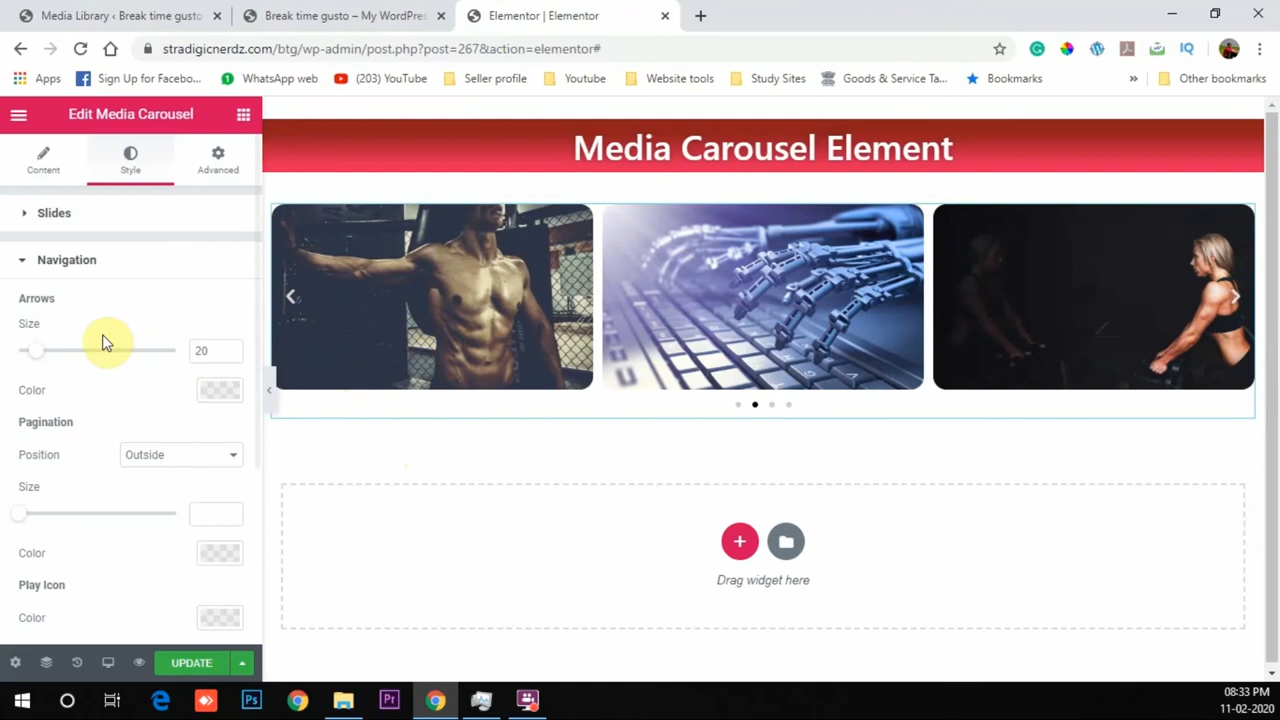 Media Library ‹ Break time gusto
Break time gusto – My WordPress
Elementor | Elementor
stradigicnerdz.com/btg/wp-admin/post.php?post=267&action=elementor#
Apps
Sign Up for Facebo...
WhatsApp web
(203) YouTube
Seller profile
Youtube
Website tools
Study Sites
Goods & Service Ta...
Bookmarks
»
Other bookmarks
Edit Media Carousel
Content
Style
Advanced
Slides
Navigation
Arrows
Size
20
Color
Pagination
Position
Outside
Size
Color
Play Icon
Color
UPDATE
Media Carousel Element
Drag widget here
08:33 PM
11-02-2020